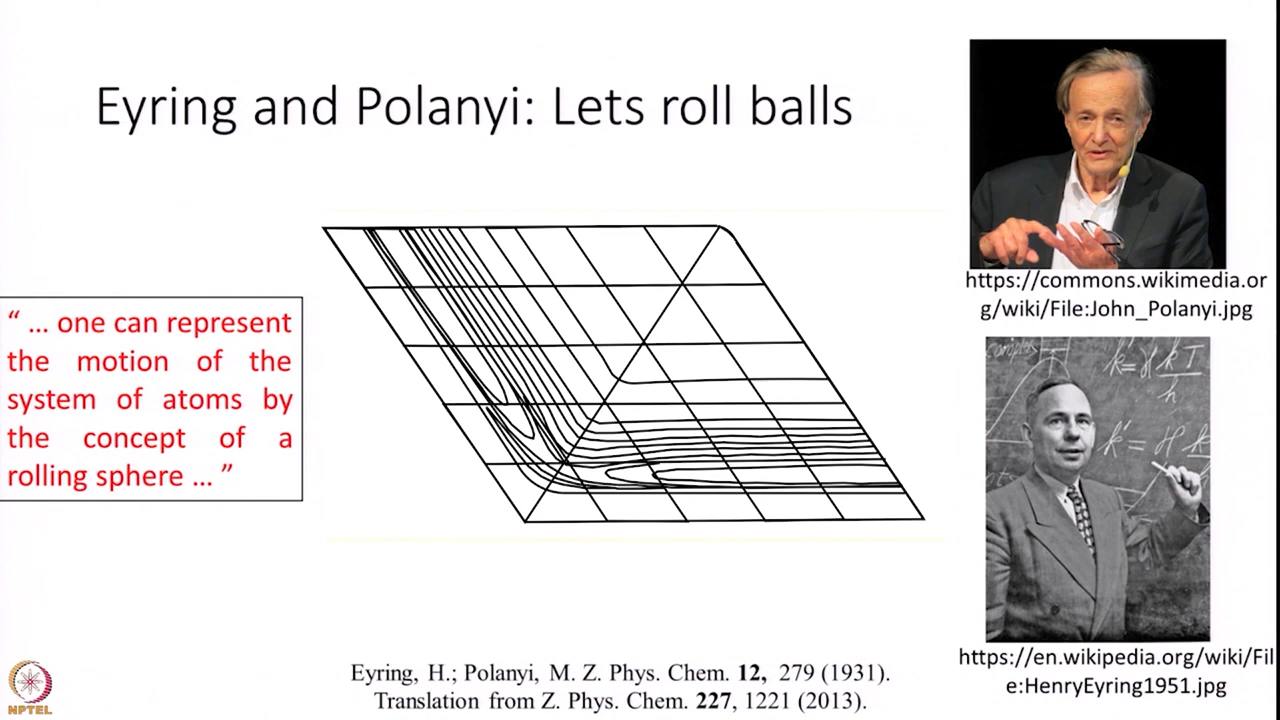 Eyring and Polanyi: Lets roll balls
“ … one can represent
the motion of the
system of atoms by
the concept of a
rolling sphere … ”
https://commons.wikimedia.or
g/wiki/File:John_Polanyi.jpg
https://en.wikipedia.org/wiki/Fil
e:HenryEyring1951.jpg
Eyring, H.; Polanyi, M. Z. Phys. Chem. 12, 279 (1931).
Translation from Z. Phys. Chem. 227, 1221 (2013).
NPTEL